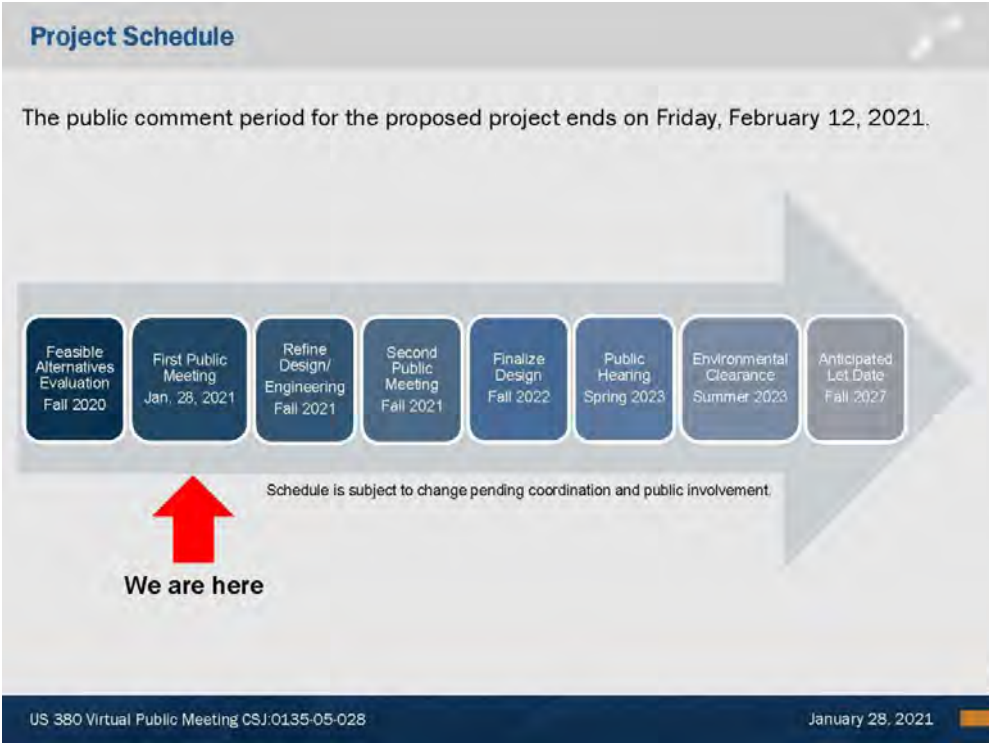 Project Schedule
The public comment period for the proposed project ends on Friday, February 12, 2021.
Feasible
Alternatives
Evaluation
Fall 2020
First Public
Meeting
Jan. 28, 2021
Refine
Design/
Engineering
Fall 2021
Second
Public
Meeting
Fall 2021
Finalize
Design
Fall 2022
Public
Hearing
Spring 2023
Environmental
Clearance
Summer 2023
Anticipated
Let Date
Fall 2027
Schedule is subject to change pending coordination and public involvement.
We are here
US 380 Virtual Public Meeting CSJ:0135-05-028
January 28, 2021